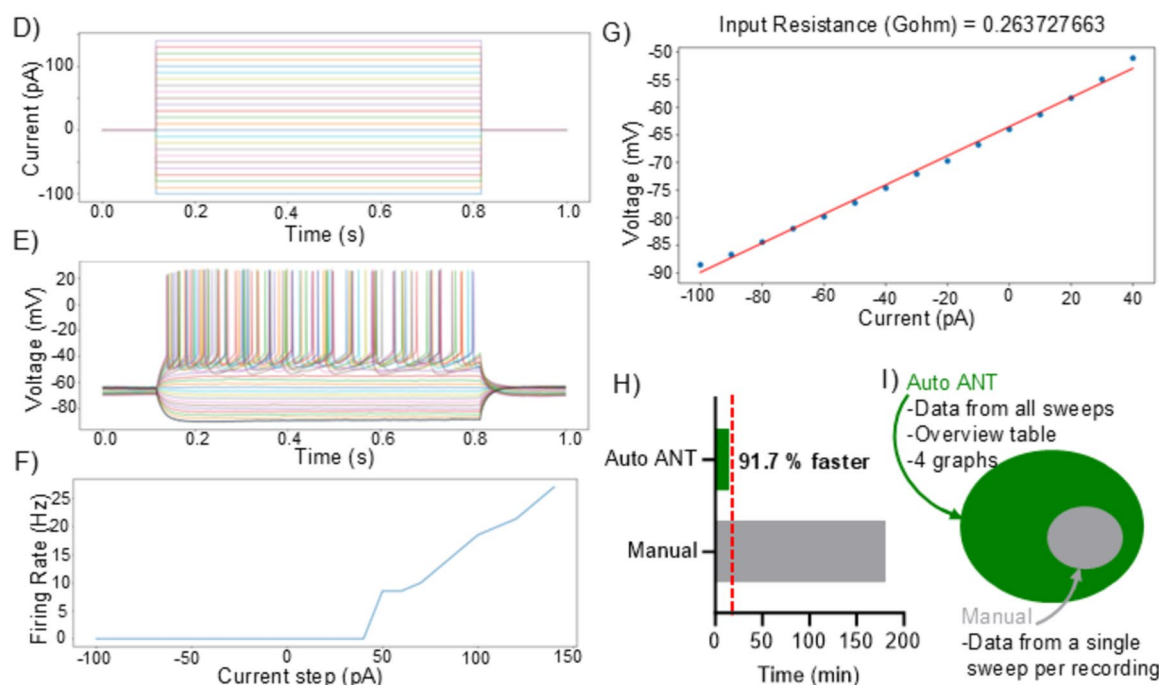 D)
Current (pA)
100
0
-100
0.0 0.2 0.4 0.6 0.8 1.0
Time (s)
E)
Voltage (mV)
20
0
-20
-40
-60
-80
0.0 0.2 0.4 0.6 0.8 1.0
Time (s)
F)
Firing Rate (Hz)
25
20
15
10
5
0
-100 -50 0 50 100 150
Current step (pA)
G)
Input Resistance (Gohm) = 0.263727663
Voltage (mV)
-50
-55
-60
-65
-70
-75
-80
-85
-90
-100 -80 -60 -40 -20 0 20 40
Current (pA)
H)
Auto ANT
91.7 % faster
Manual
0 50 100 150 200
Time (min)
I)
Auto ANT
-Data from all sweeps
-Overview table
-4 graphs
Manual
-Data from a single
sweep per recording